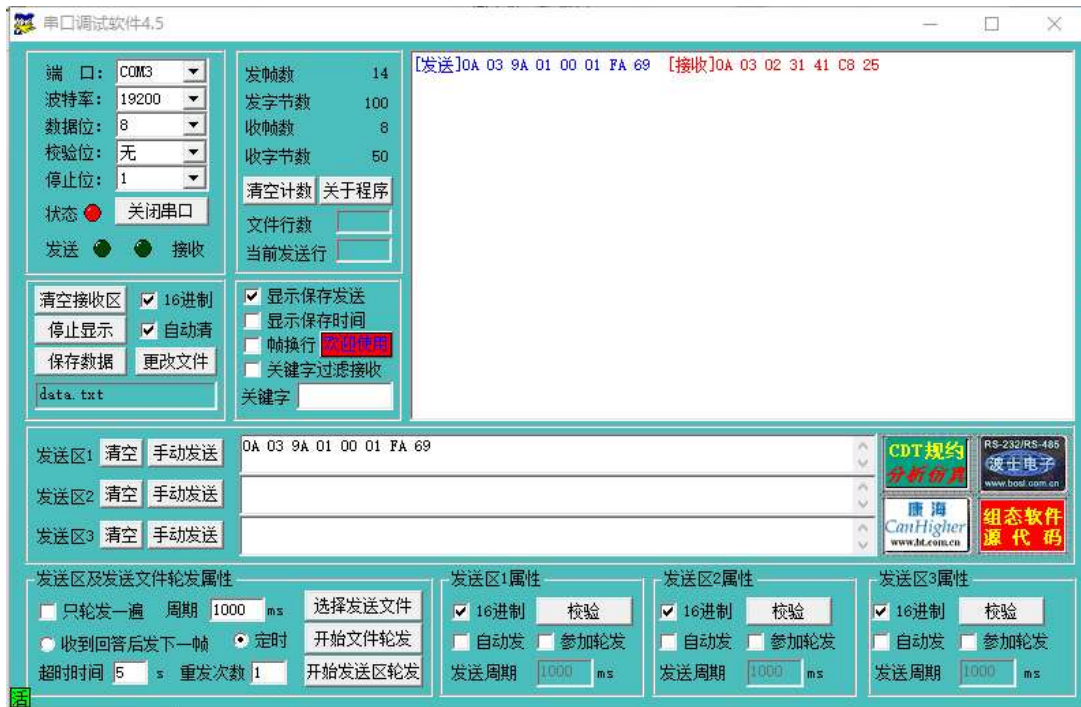 串口调试软件4.5
端 口: COM3
波特率: 19200
数据位: 8
校验位: 无
停止位: 1
状态 关闭串口
发送 接收
发帧数 14
发字节数 100
收帧数 8
收字节数 50
清空计数 关于程序
文件行数
当前发送行
[发送]0A 03 9A 01 00 01 FA 69 [接收]0A 03 02 31 41 C8 25
清空接收区 16进制
停止显示 自动清
保存数据 更改文件
data.txt
显示保存发送
显示保存时间
帧换行 欢迎使用
关键字过滤接收
关键字
发送区1 清空 手动发送 0A 03 9A 01 00 01 FA 69
发送区2 清空 手动发送
发送区3 清空 手动发送
CDT规约
分析仿真
RS-232/RS-485
波士电子
www.bosi.com.cn
康海
CanHigher
www.bt.com.cn
组态软件
源代码
发送区及发送文件轮发属性
只轮发一遍 周期 1000 ms 选择发送文件
收到回答后发下一帧 定时 开始文件轮发
超时时间 5 s 重发次数 1 开始发送区轮发
发送区1属性
16进制 校验
自动发 参加轮发
发送周期 1000 ms
发送区2属性
16进制 校验
自动发 参加轮发
发送周期 1000 ms
发送区3属性
16进制 校验
自动发 参加轮发
发送周期 1000 ms
活